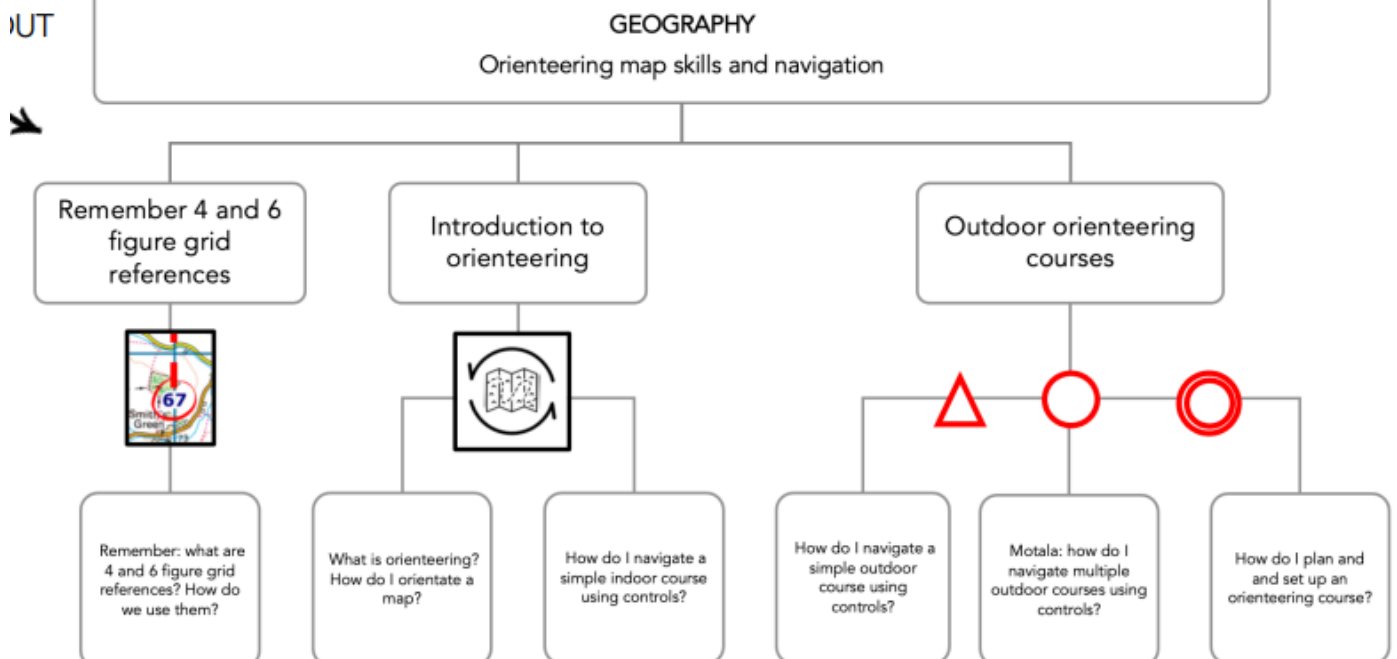 OUT
GEOGRAPHY
Orienteering map skills and navigation
Remember 4 and 6
figure grid
references
Introduction to
orienteering
Outdoor orienteering
courses
67
Smith
Green
Remember: what are
4 and 6 figure grid
references? How do
we use them?
What is orienteering?
How do I orientate a
map?
How do I navigate a
simple indoor course
using controls?
How do I navigate a
simple outdoor
course using
controls?
Motala: how do I
navigate multiple
outdoor courses using
controls?
How do I plan and
and set up an
orienteering course?